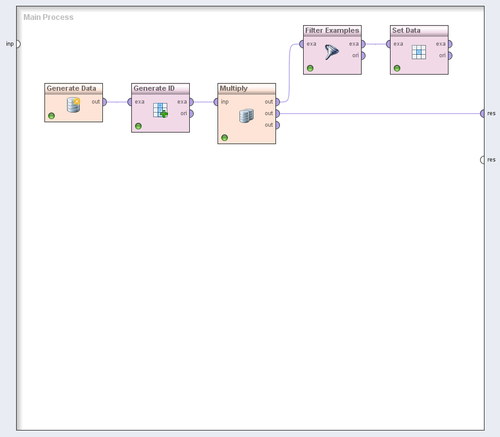 Main Process
Filter Examples
Set Data
inp
exa
exa
ori
exa
exa
ori
Generate Data
out
Generate ID
exa
exa
ori
Multiply
inp
out
out
out
res
res